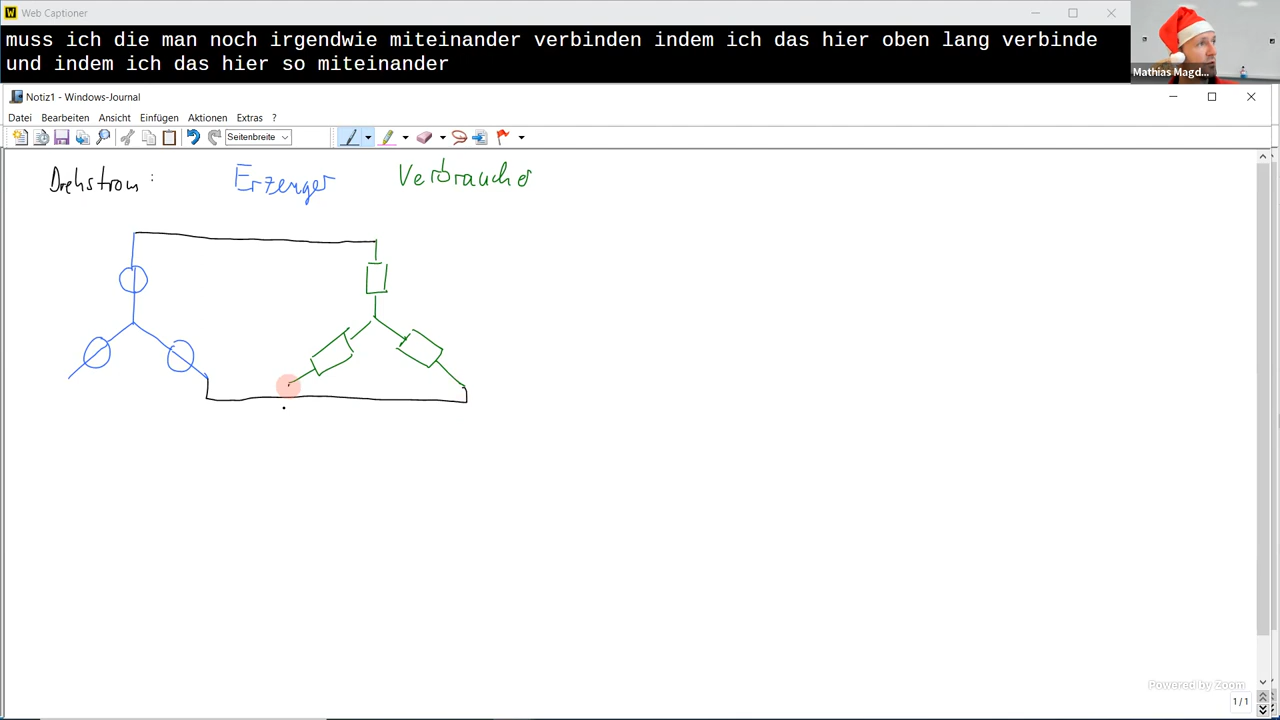 Web Captioner
muss ich die man noch irgendwie miteinander verbinden indem ich das hier oben lang verbinde
und indem ich das hier so miteinander
Mathias Magd...
Notiz1 - Windows-Journal
Datei Bearbeiten Ansicht Einfügen Aktionen Extras ?
Seitenbreite
Drehstrom: Erzeuger Verbraucher
Powered by Zoom
1/1